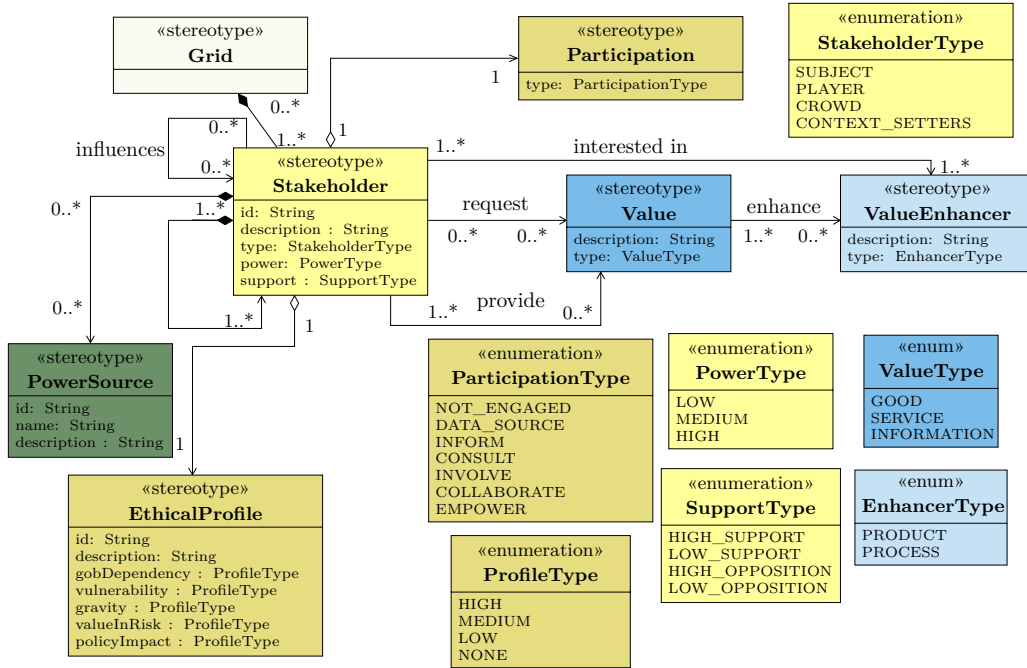 «stereotype»
Grid
«stereotype»
Participation
type: ParticipationType
«enumeration»
StakeholderType
SUBJECT
PLAYER
CROWD
CONTEXT_SETTERS
0..*
1..*
1
1
influences
0..*
0..*
«stereotype»
Stakeholder
id: String
description : String
type: StakeholderType
power: PowerType
support : SupportType
1..*
interested in
1..*
0..*
0..*
1..*
1..*
request
0..*
0..*
«stereotype»
Value
description: String
type: ValueType
enhance
1..*
0..*
«stereotype»
ValueEnhancer
description: String
type: EnhancerType
provide
1..*
0..*
1
1
«stereotype»
PowerSource
id: String
name: String
description : String
«stereotype»
EthicalProfile
id: String
description: String
gobDependency : ProfileType
vulnerability : ProfileType
gravity : ProfileType
valueInRisk : ProfileType
policyImpact : ProfileType
«enumeration»
ParticipationType
NOT_ENGAGED
DATA_SOURCE
INFORM
CONSULT
INVOLVE
COLLABORATE
EMPOWER
«enumeration»
PowerType
LOW
MEDIUM
HIGH
«enum»
ValueType
GOOD
SERVICE
INFORMATION
«enumeration»
SupportType
HIGH_SUPPORT
LOW_SUPPORT
HIGH_OPPOSITION
LOW_OPPOSITION
«enum»
EnhancerType
PRODUCT
PROCESS
«enumeration»
ProfileType
HIGH
MEDIUM
LOW
NONE